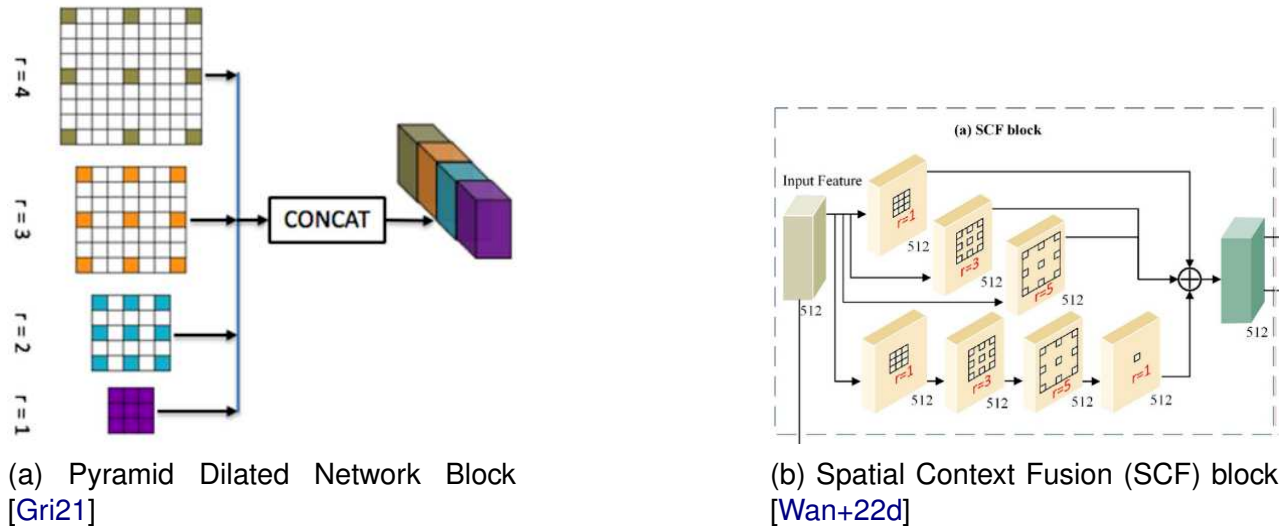 r = 4
r = 3
r = 2
r = 1
CONCAT
(a) Pyramid Dilated Network Block
[Gri21]
(a) SCF block
Input Feature
512
r=1
512
r=3
512
r=5
512
r=1
512
r=3
512
r=5
512
r=1
512
512
(b) Spatial Context Fusion (SCF) block
[Wan+22d]